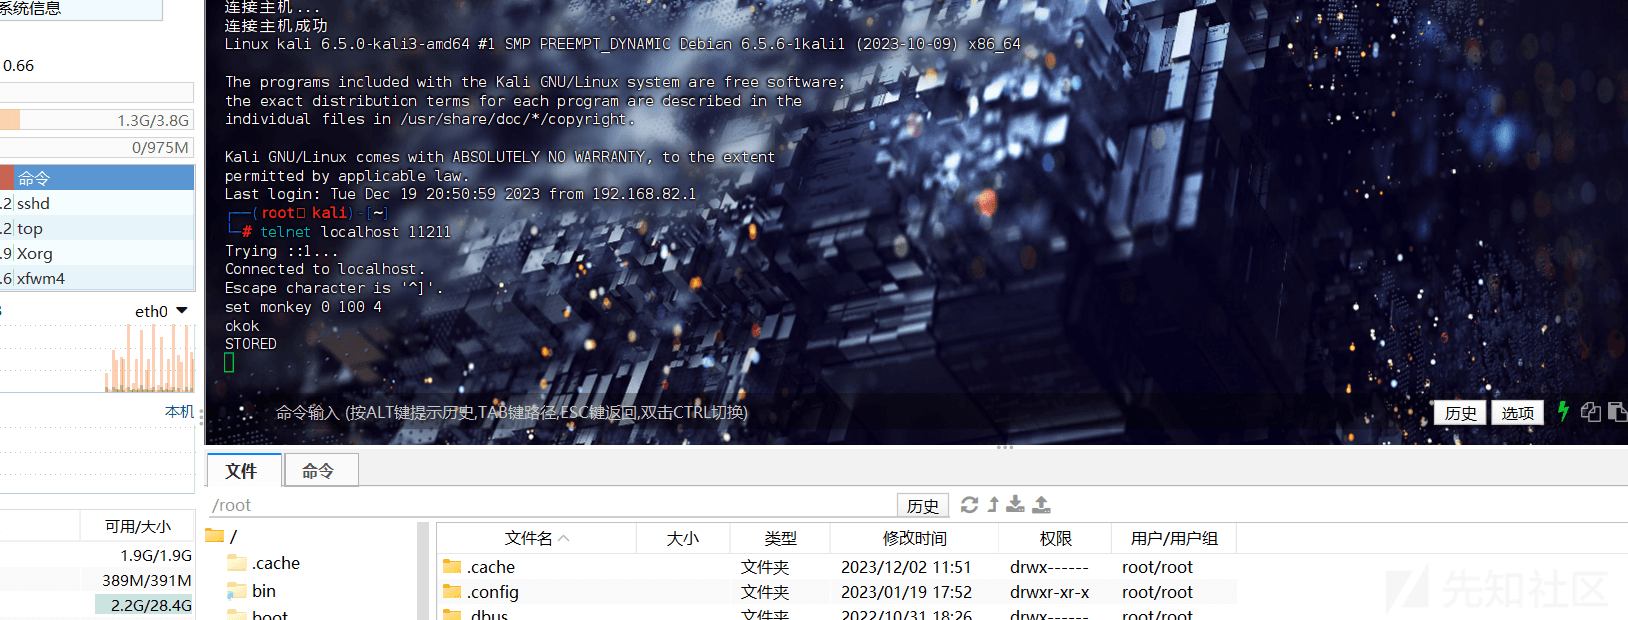 系统信息
0.66
1.3G/3.8G
0/975M
命令
.2 sshd
.2 top
.9 Xorg
.6 xfwm4
eth0
本机
可用/大小
1.9G/1.9G
389M/391M
2.2G/28.4G
连接主机...
连接主机成功
Linux kali 6.5.0-kali3-amd64 #1 SMP PREEMPT_DYNAMIC Debian 6.5.6-1kali1 (2023-10-09) x86_64
The programs included with the Kali GNU/Linux system are free software;
the exact distribution terms for each program are described in the
individual files in /usr/share/doc/*/copyright.
Kali GNU/Linux comes with ABSOLUTELY NO WARRANTY, to the extent
permitted by applicable law.
Last login: Tue Dec 19 20:50:59 2023 from 192.168.82.1
┌──(root□ kali)-[~]
└─# telnet localhost 11211
Trying ::1...
Connected to localhost.
Escape character is '^]'.
set monkey 0 100 4
okok
STORED
命令输入 (按ALT键提示历史,TAB键路径,ESC键返回,双击CTRL切换)
历史 选项
文件 命令
/root 历史
/
.cache
bin
boot
文件名 大小 类型 修改时间 权限 用户/用户组
.cache 文件夹 2023/12/02 11:51 drwx------ root/root
.config 文件夹 2023/01/19 17:52 drwxr-xr-x root/root
.dbus 文件夹 2022/10/31 18:26 drwx------ root/root
先知社区